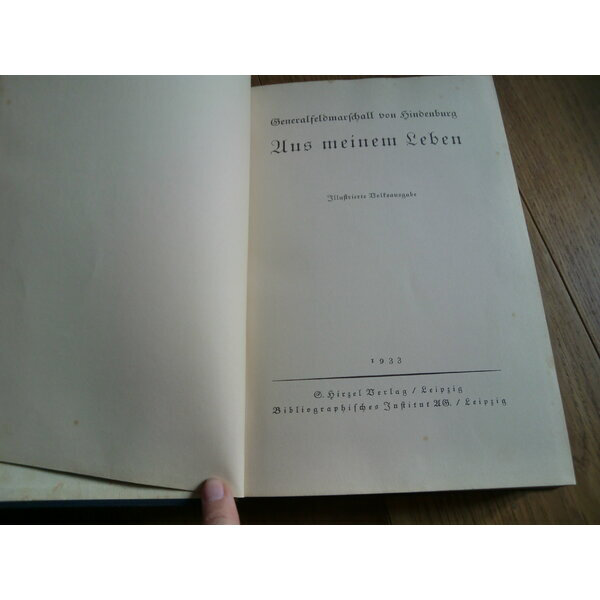 Generalfeldmarschall von Hindenburg
Aus meinem Leben
Illustrierte Volksausgabe
1933
S. Hirzel Verlag / Leipzig
Bibliographisches Institut AG. / Leipzig